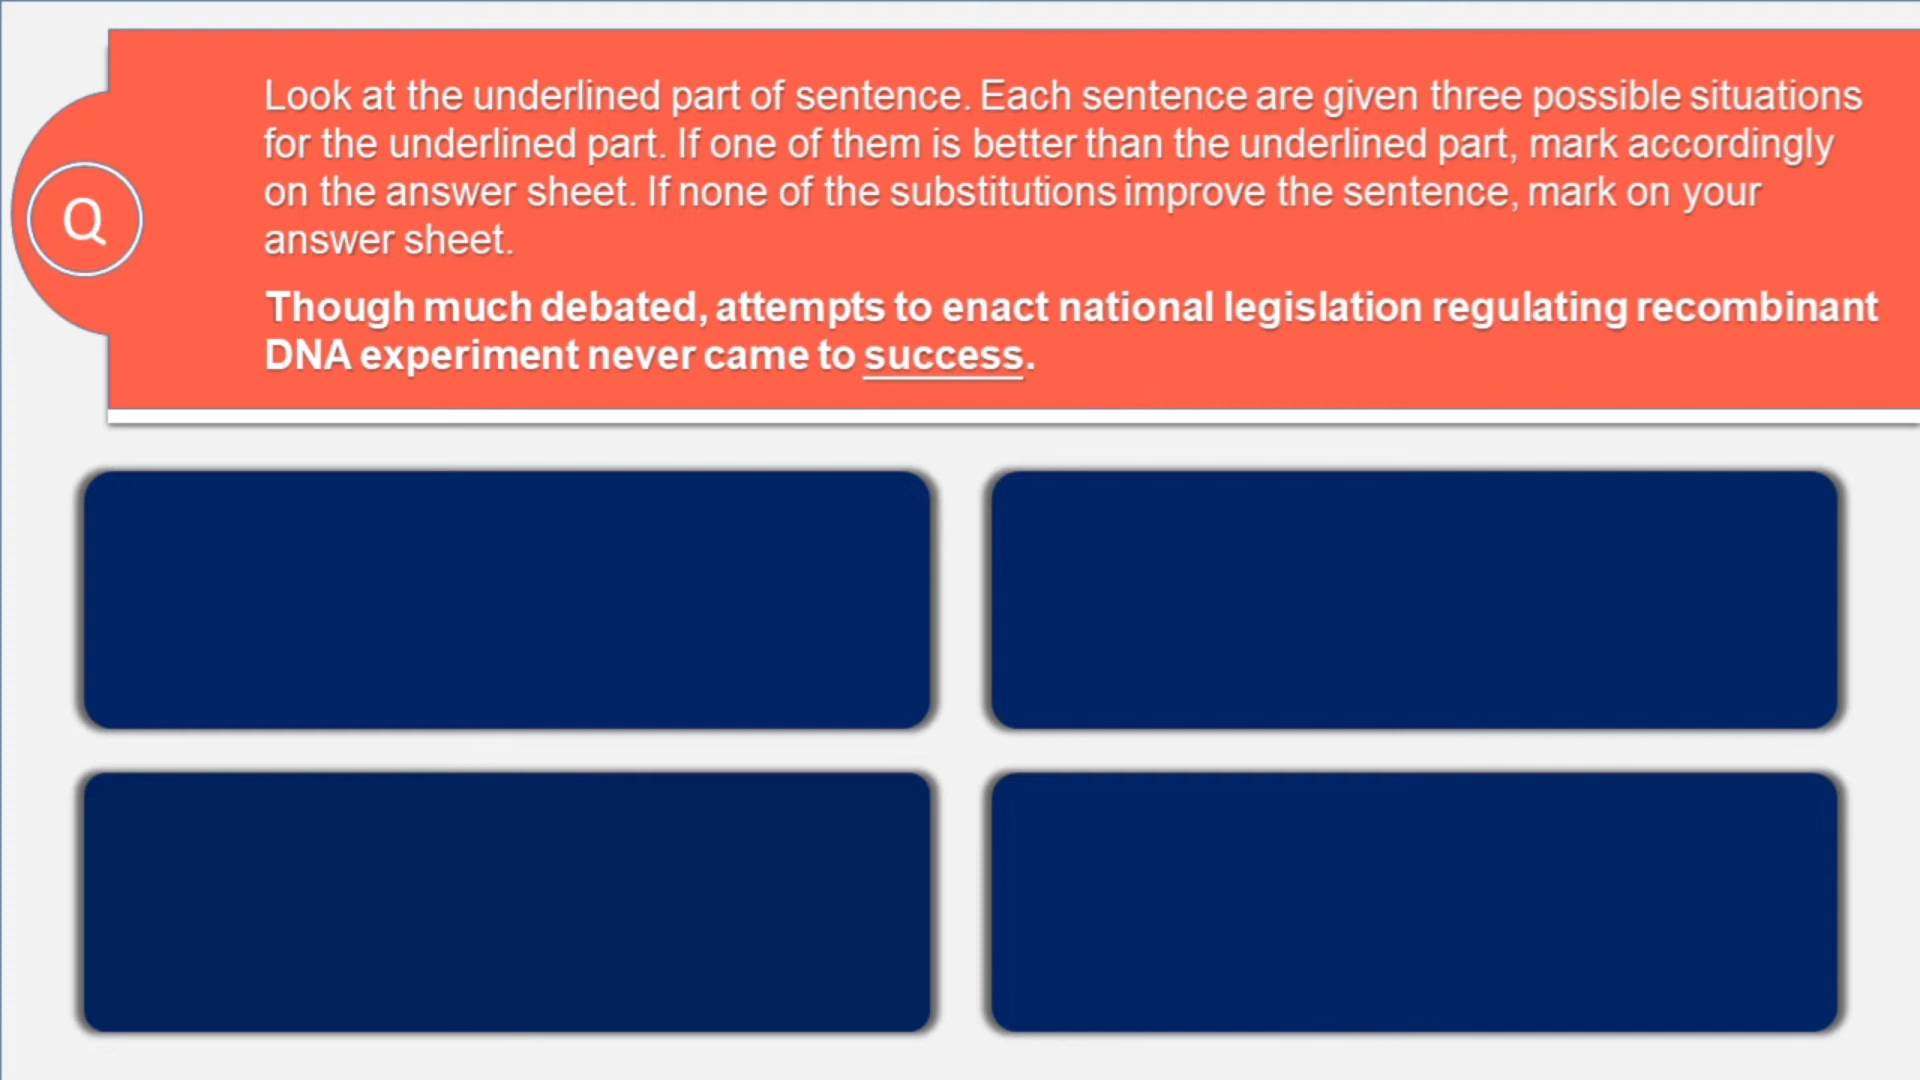 Q
Look at the underlined part of sentence. Each sentence are given three possible situations
for the underlined part. If one of them is better than the underlined part, mark accordingly
on the answer sheet. If none of the substitutions improve the sentence, mark on your
answer sheet.
Though much debated, attempts to enact national legislation regulating recombinant
DNA experiment never came to success.